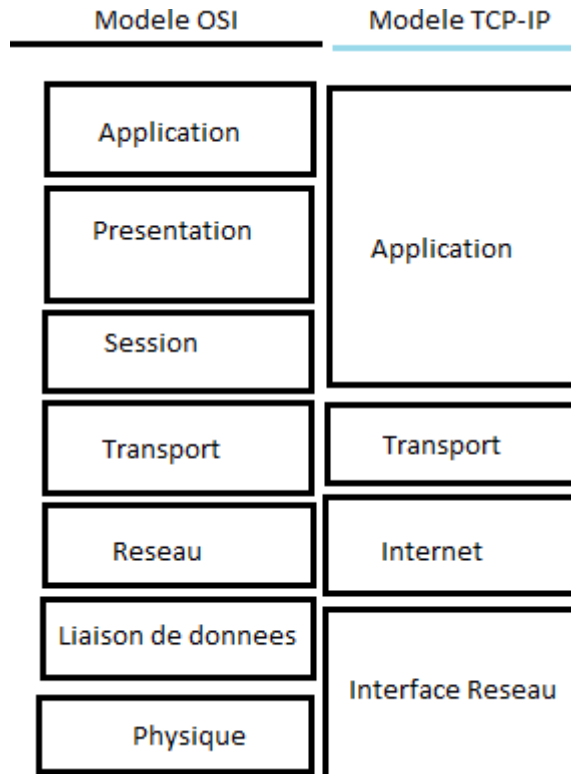 Modele OSI
Modele TCP-IP
Application
Presentation
Session
Application
Transport
Transport
Reseau
Internet
Liaison de donnees
Physique
Interface Reseau